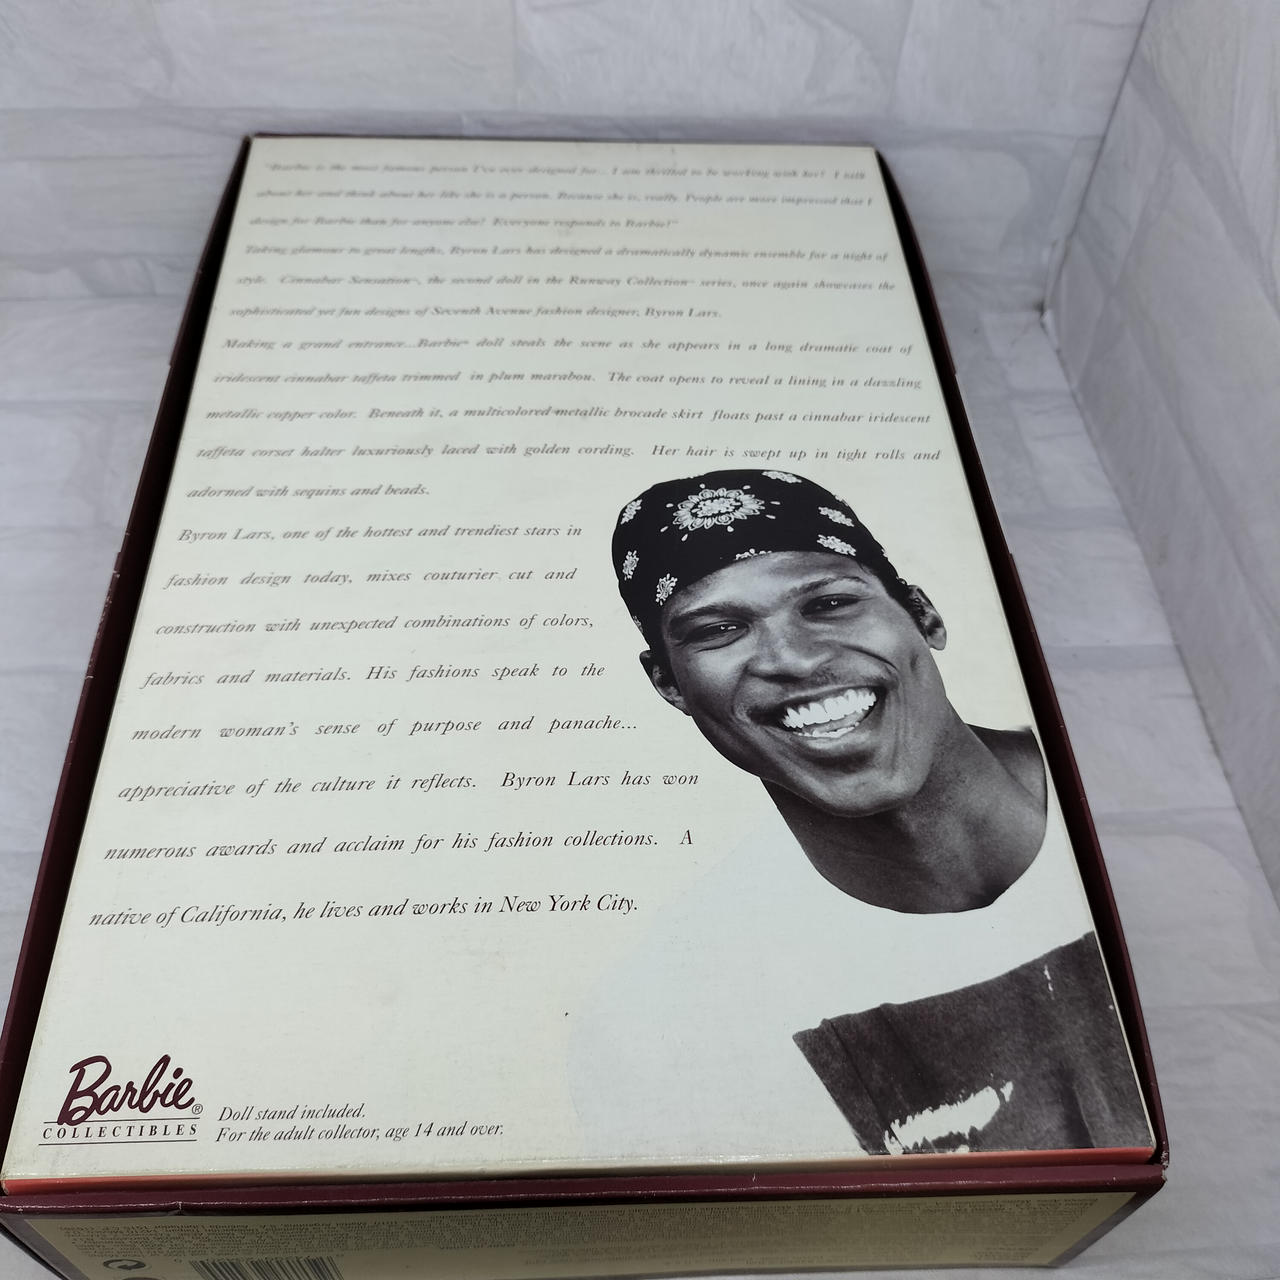 "Barbie is the most famous person I've ever designed for... I am thrilled to be working with her! I talk
about her and think about her like she is a person. Because she is, really. People are more impressed that I
design for Barbie than for anyone else! Everyone responds to Barbie!"
Taking glamour to great lengths, Byron Lars has designed a dramatically dynamic ensemble for a night of
style. Cinnabar Sensation™, the second doll in the Runway Collection™ series, once again showcases the
sophisticated yet fun designs of Seventh Avenue fashion designer, Byron Lars.
Making a grand entrance...Barbie® doll steals the scene as she appears in a long dramatic coat of
iridescent cinnabar taffeta trimmed in plum marabou. The coat opens to reveal a lining in a dazzling
metallic copper color. Beneath it, a multicolored metallic brocade skirt floats past a cinnabar iridescent
taffeta corset halter luxuriously laced with golden cording. Her hair is swept up in tight rolls and
adorned with sequins and beads.
Byron Lars, one of the hottest and trendiest stars in
fashion design today, mixes couturier cut and
construction with unexpected combinations of colors,
fabrics and materials. His fashions speak to the
modern woman's sense of purpose and panache...
appreciative of the culture it reflects. Byron Lars has won
numerous awards and acclaim for his fashion collections. A
native of California, he lives and works in New York City.
Barbie®
COLLECTIBLES
Doll stand included.
For the adult collector, age 14 and over.